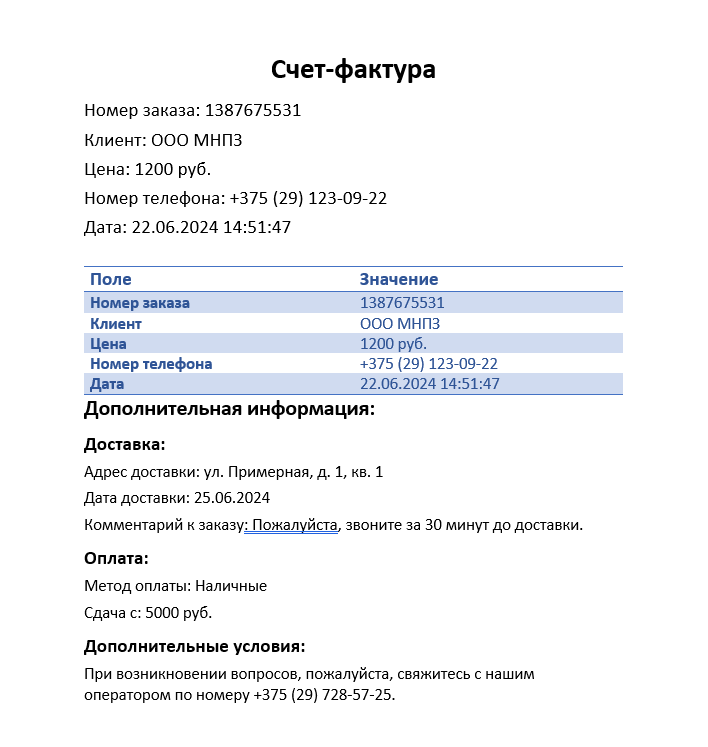 Счет-фактура
Номер заказа: 1387675531
Клиент: ООО МНПЗ
Цена: 1200 руб.
Номер телефона: +375 (29) 123-09-22
Дата: 22.06.2024 14:51:47
Поле Значение
Номер заказа 1387675531
Клиент ООО МНПЗ
Цена 1200 руб.
Номер телефона +375 (29) 123-09-22
Дата 22.06.2024 14:51:47
Дополнительная информация:
Доставка:
Адрес доставки: ул. Примерная, д. 1, кв. 1
Дата доставки: 25.06.2024
Комментарий к заказу: Пожалуйста, звоните за 30 минут до доставки.
Оплата:
Метод оплаты: Наличные
Сдача с: 5000 руб.
Дополнительные условия:
При возникновении вопросов, пожалуйста, свяжитесь с нашим
оператором по номеру +375 (29) 728-57-25.